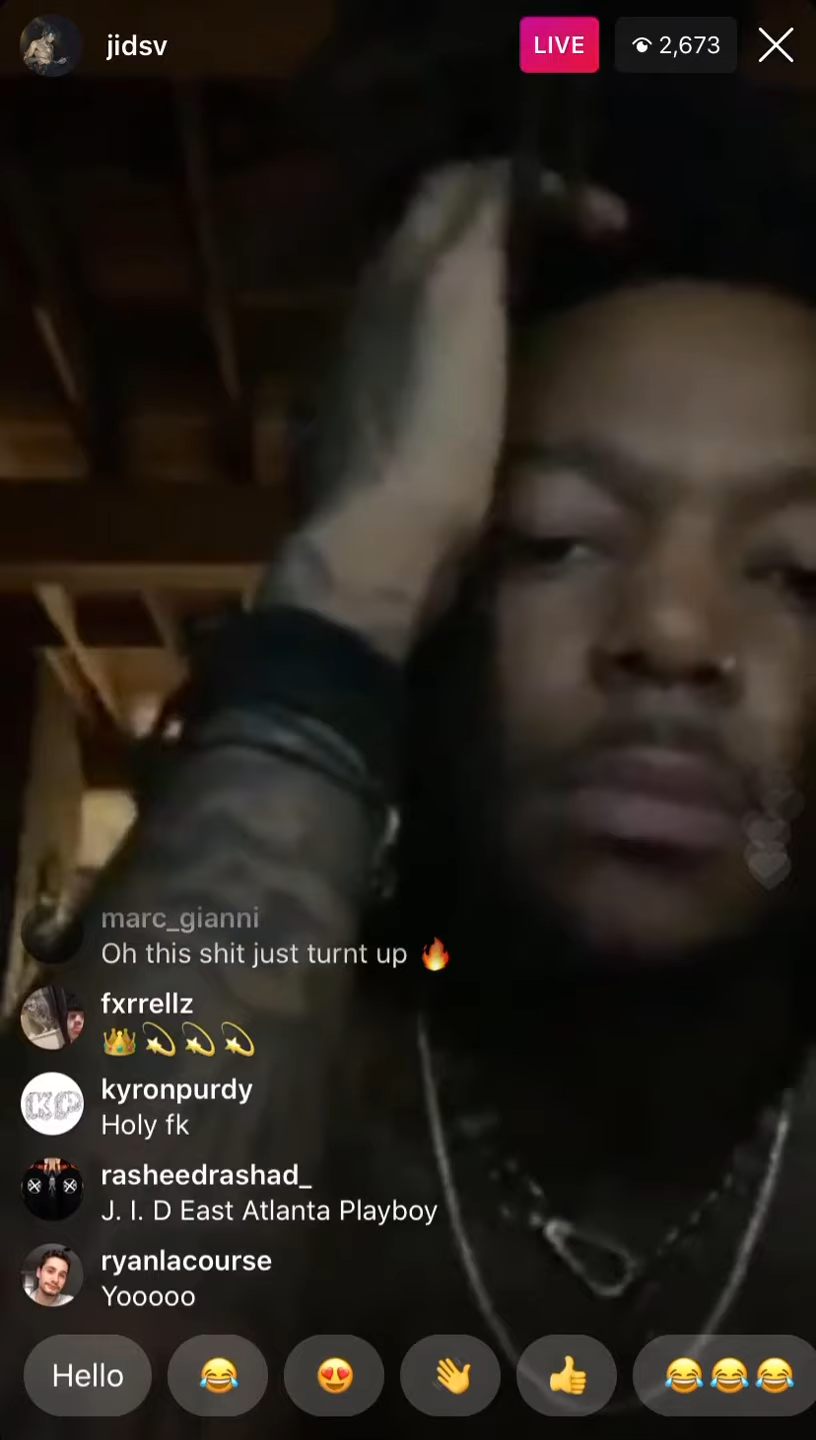 jidsv
LIVE
2,673
marc_gianni
Oh this shit just turnt up 🔥
fxrrellz
👑💫💫💫
KP
kyronpurdy
Holy fk
rasheedrashad_
J. I. D East Atlanta Playboy
ryanlacourse
Yooooo
Hello 😂 😍 👋 👍 😂😂😂